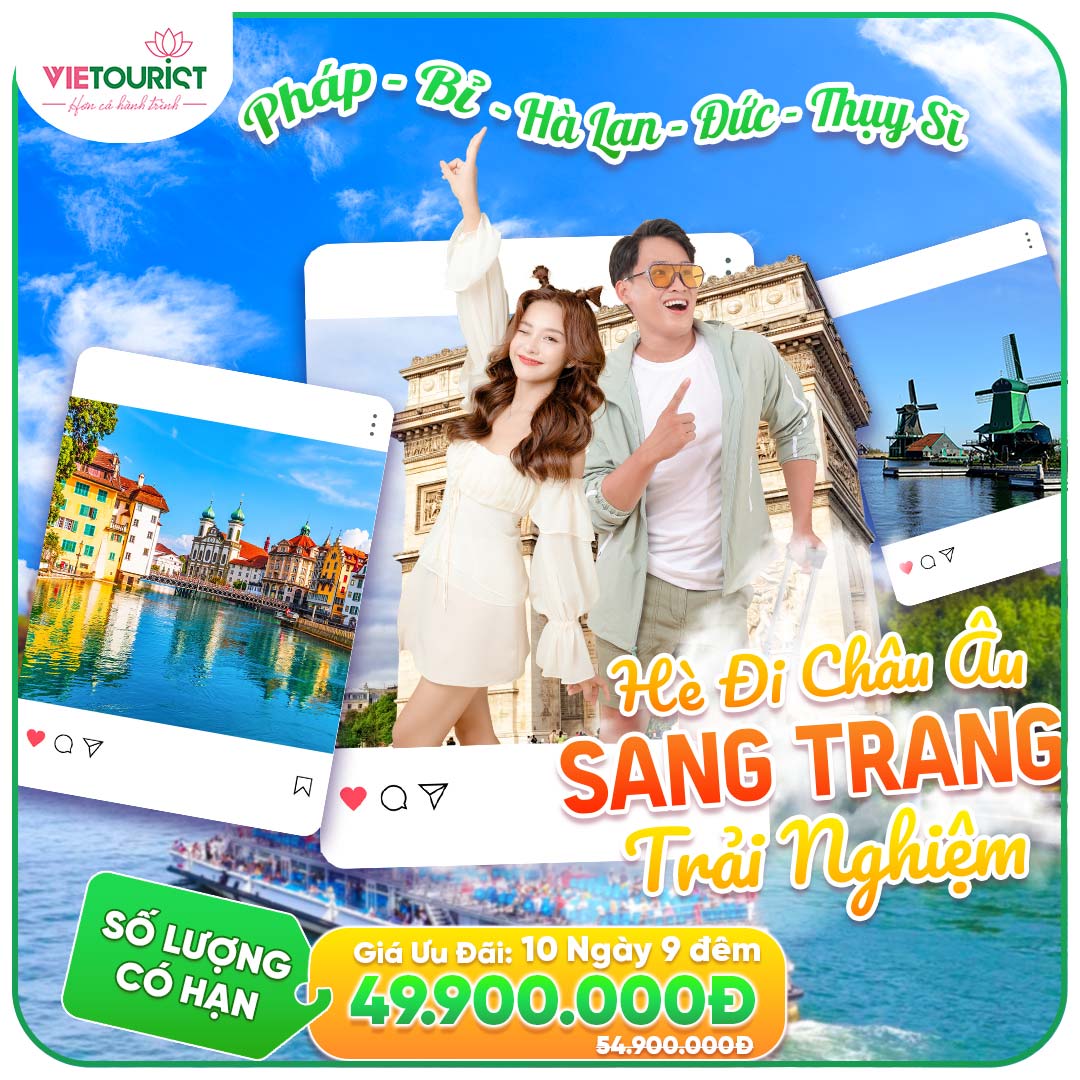 VIETOURIST
Hơn cả hành trình
Pháp - Bỉ - Hà Lan - Đức - Thụy Sĩ
Hè Đi Châu Âu
SANG TRANG
Trải Nghiệm
SỐ LƯỢNG
CÓ HẠN
Giá Ưu Đãi: 10 Ngày 9 đêm
49.900.000Đ
54.900.000Đ